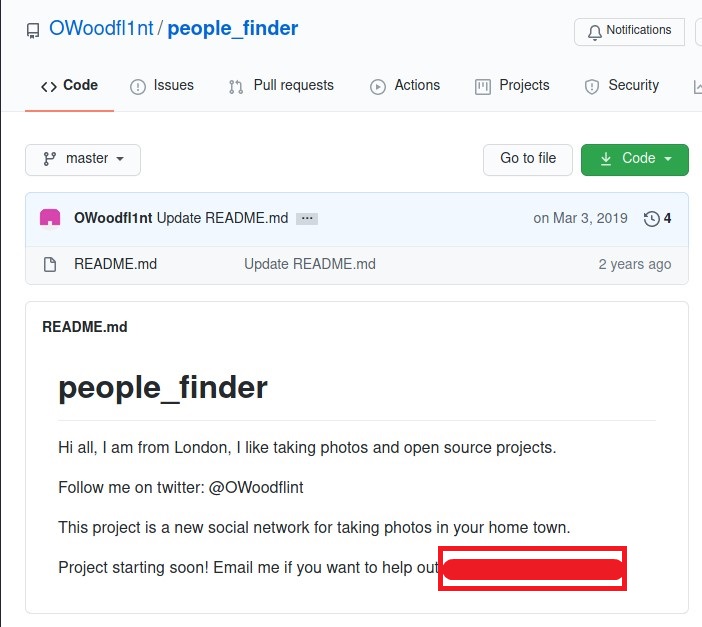 OWoodfl1nt / people_finder
Notifications
Code Issues Pull requests Actions Projects Security
master Go to file Code
OWoodfl1nt Update README.md ... on Mar 3, 2019 4
README.md Update README.md 2 years ago
README.md
people_finder
Hi all, I am from London, I like taking photos and open source projects.
Follow me on twitter: @OWoodflint
This project is a new social network for taking photos in your home town.
Project starting soon! Email me if you want to help out